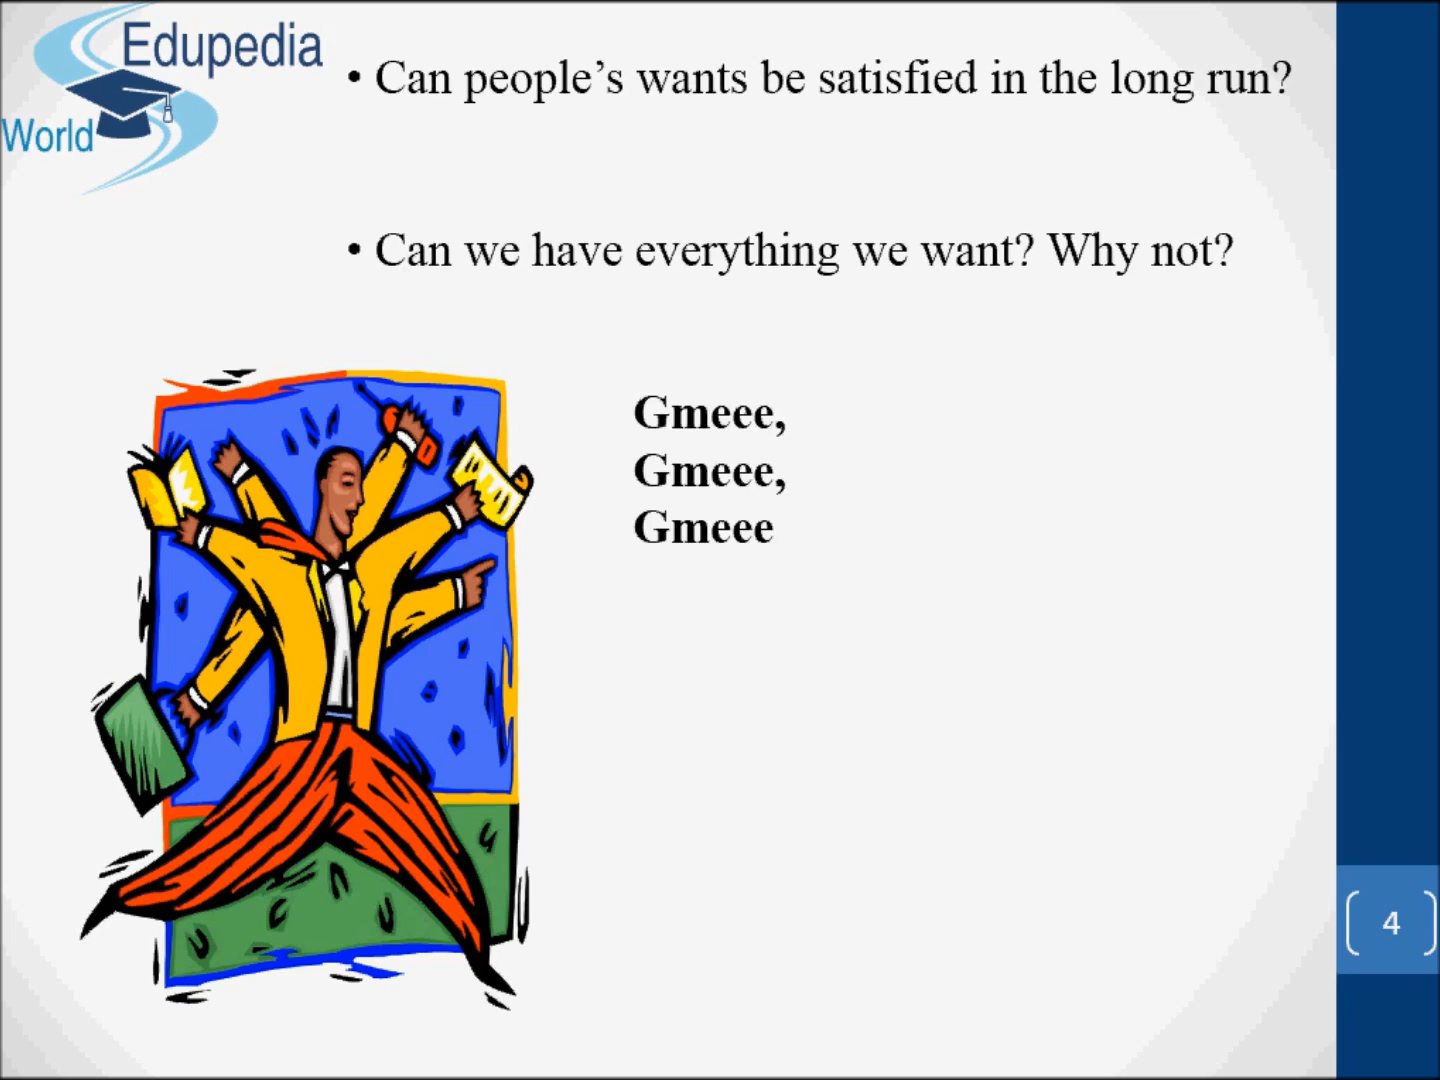 Edupedia
World
• Can people’s wants be satisfied in the long run?
• Can we have everything we want? Why not?
Gmeee,
Gmeee,
Gmeee
4